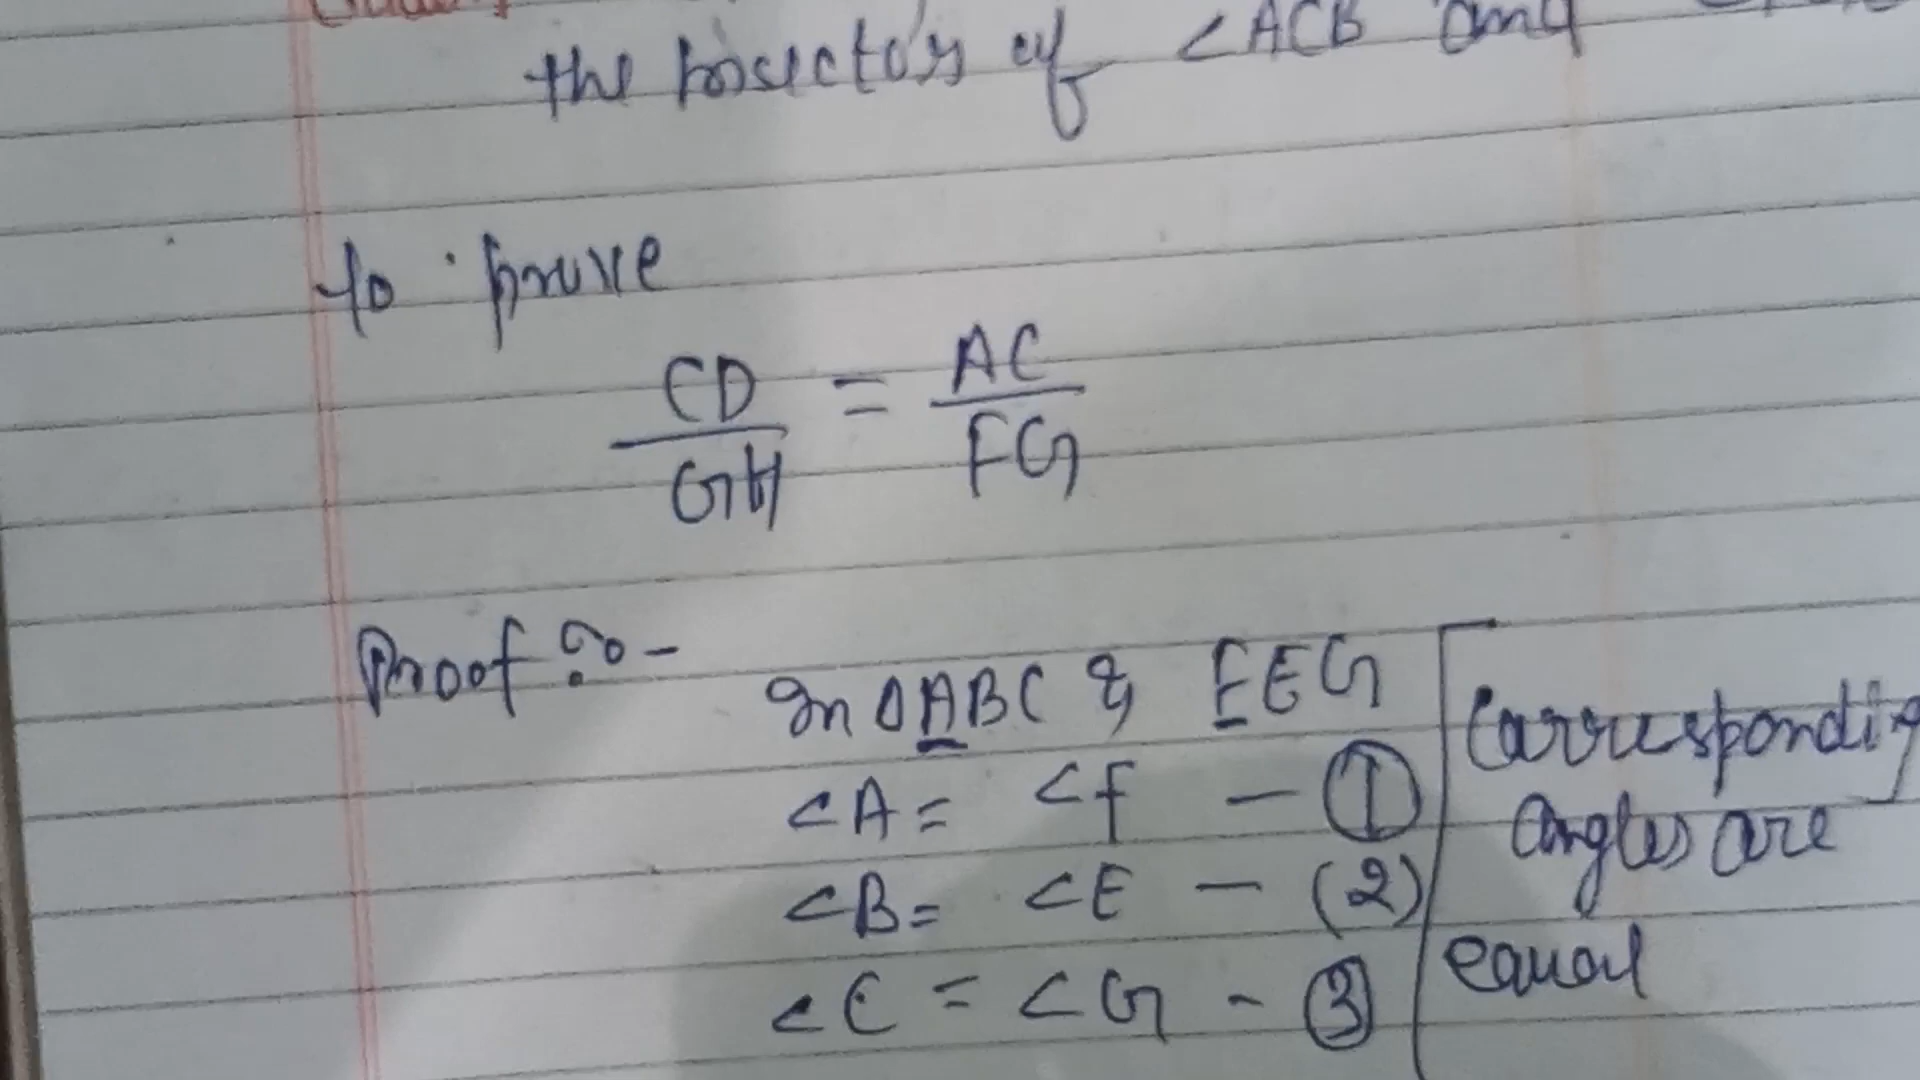 the bisectors of <ACB and
to prove
CD/GH = AC/FG
Proof :-
In ΔABC & FEG
<A = <f - ①
<B = <E - (2)
<C = <G - ③
Carresponding
angles are
equal